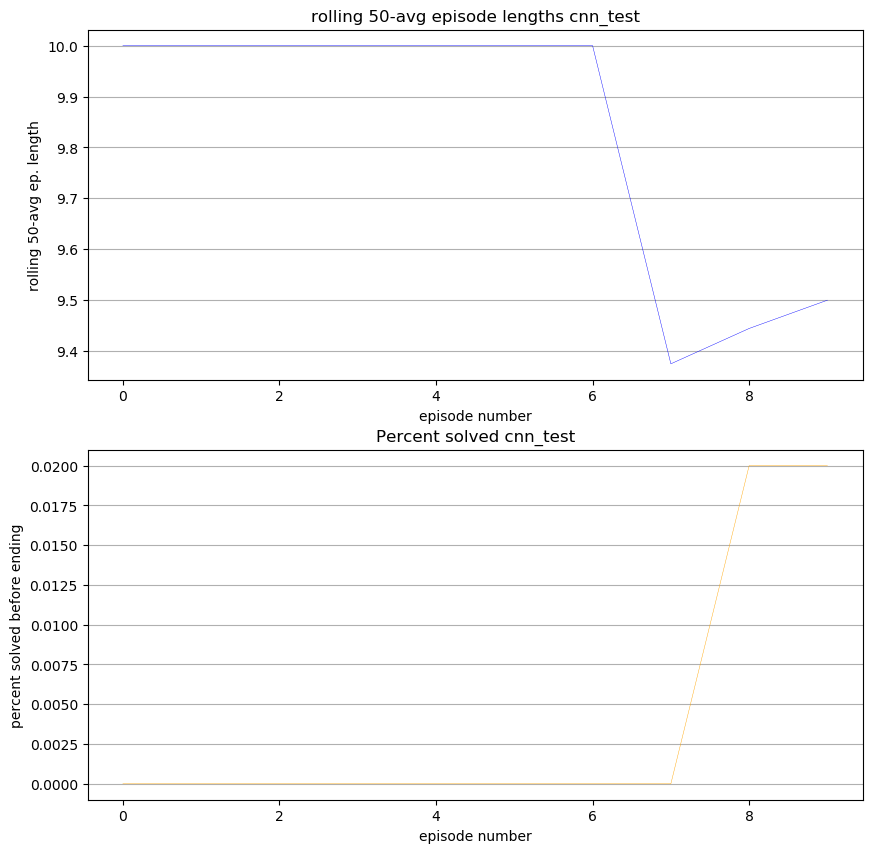 rolling 50-avg episode lengths cnn_test
rolling 50-avg ep. length
10.0
9.9
9.8
9.7
9.6
9.5
9.4
0 2 4 6 8
episode number
Percent solved cnn_test
percent solved before ending
0.0200
0.0175
0.0150
0.0125
0.0100
0.0075
0.0050
0.0025
0.0000
0 2 4 6 8
episode number